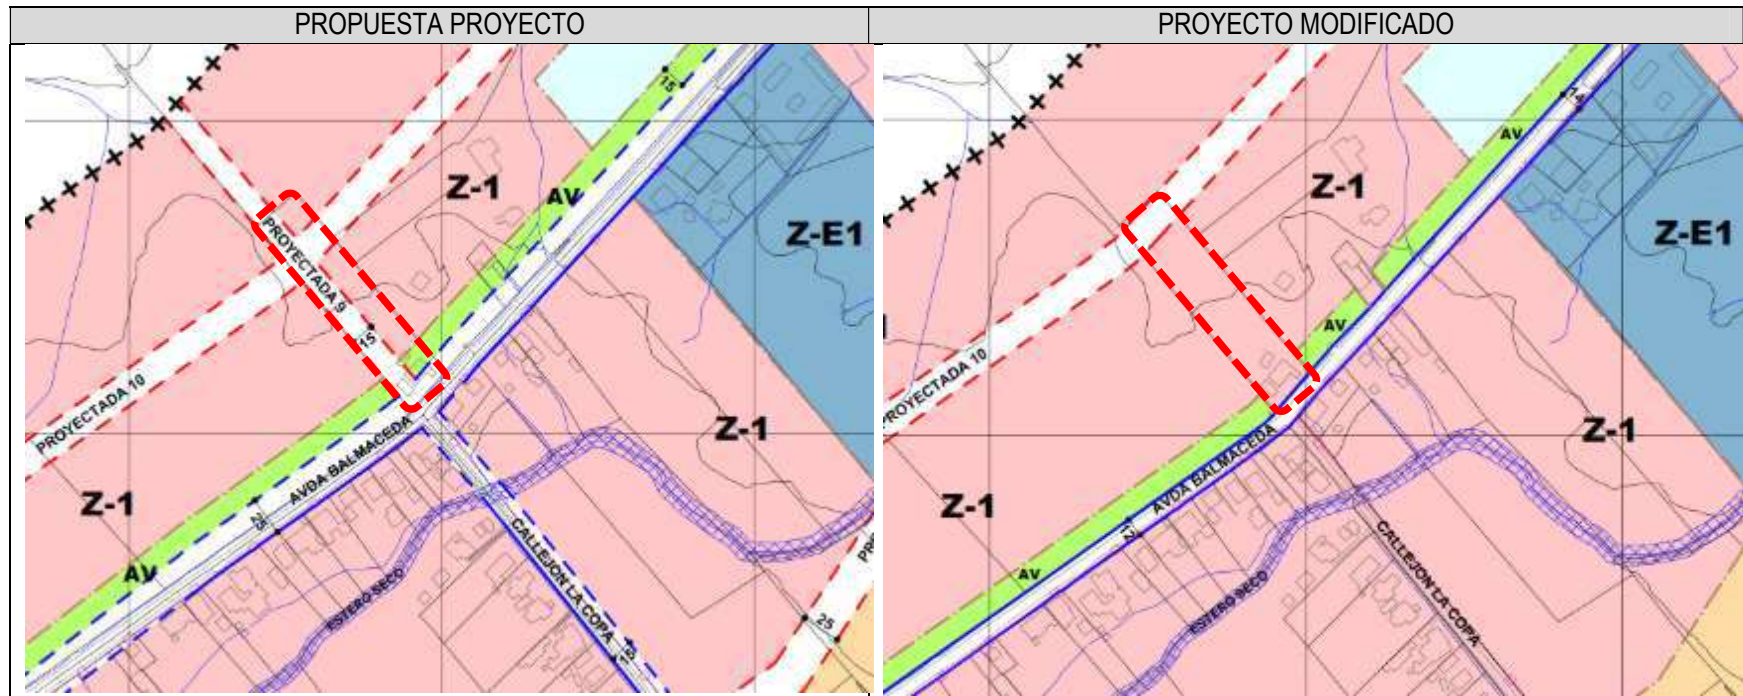 PROPUESTA PROYECTO
PROYECTO MODIFICADO
15
Z-1
AV
Z-E1
PROYECTADA 9
15
PROYECTADA 10
Z-1
AVDA BALMACEDA
25
Z-1
AV
CALLEJON LA COPA
ESTERO SECO
15
25
14
AV
Z-1
Z-E1
AV
PROYECTADA 10
Z-1
AVDA BALMACEDA
12
Z-1
AV
CALLEJON LA COPA
ESTERO SECO